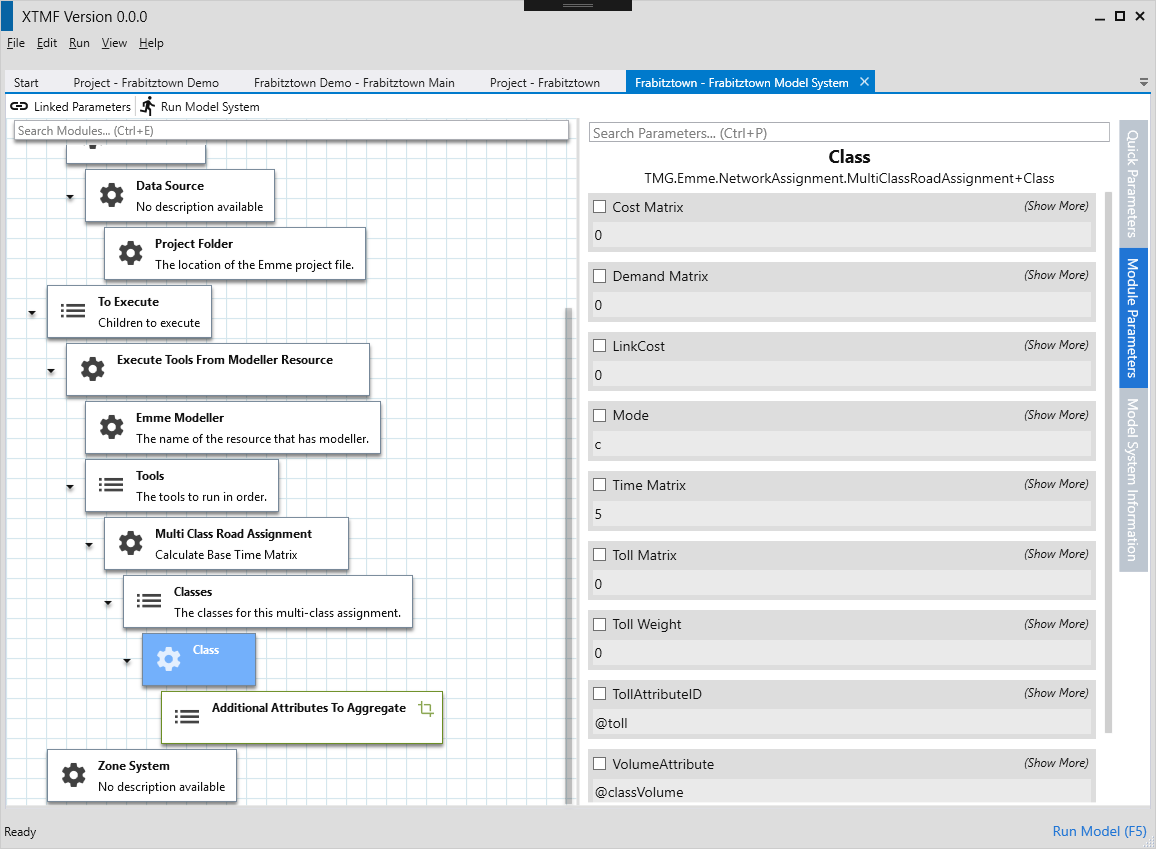 XTMF Version 0.0.0
File Edit Run View Help
Start Project - Frabitztown Demo Frabitztown Demo - Frabitztown Main Project - Frabitztown Frabitztown - Frabitztown Model System
Linked Parameters Run Model System
Search Modules... (Ctrl+E)
Data Source
No description available
Project Folder
The location of the Emme project file.
To Execute
Children to execute
Execute Tools From Modeller Resource
Emme Modeller
The name of the resource that has modeller.
Tools
The tools to run in order.
Multi Class Road Assignment
Calculate Base Time Matrix
Classes
The classes for this multi-class assignment.
Class
Additional Attributes To Aggregate
Zone System
No description available
Search Parameters... (Ctrl+P)
Class
TMG.Emme.NetworkAssignment.MultiClassRoadAssignment+Class
Cost Matrix (Show More)
0
Demand Matrix (Show More)
0
LinkCost (Show More)
0
Mode (Show More)
c
Time Matrix (Show More)
5
Toll Matrix (Show More)
0
Toll Weight (Show More)
0
TollAttributeID (Show More)
@toll
VolumeAttribute (Show More)
@classVolume
Quick Parameters
Module Parameters
Model System Information
Ready
Run Model (F5)